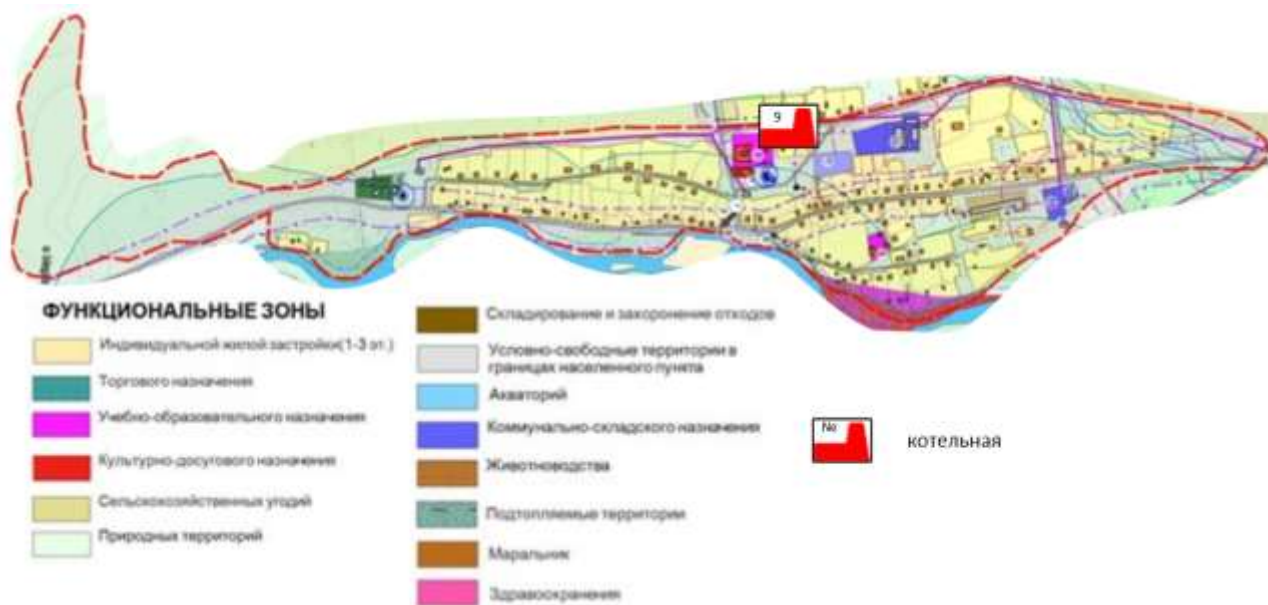 9
ФУНКЦИОНАЛЬНЫЕ ЗОНЫ
Индивидуальной жилой застройки(1-3 эт.)
Торгового назначения
Учебно-образовательного назначения
Культурно-досугового назначения
Сельскохозяйственных угодий
Природных территорий
Складирование и захоронение отходов
Условно-свободные территории в
границах населенного пункта
Акваторий
Коммунально-складского назначения
Животноводства
Подтопляемые территории
Маральник
Здравоохранения
№
котельная